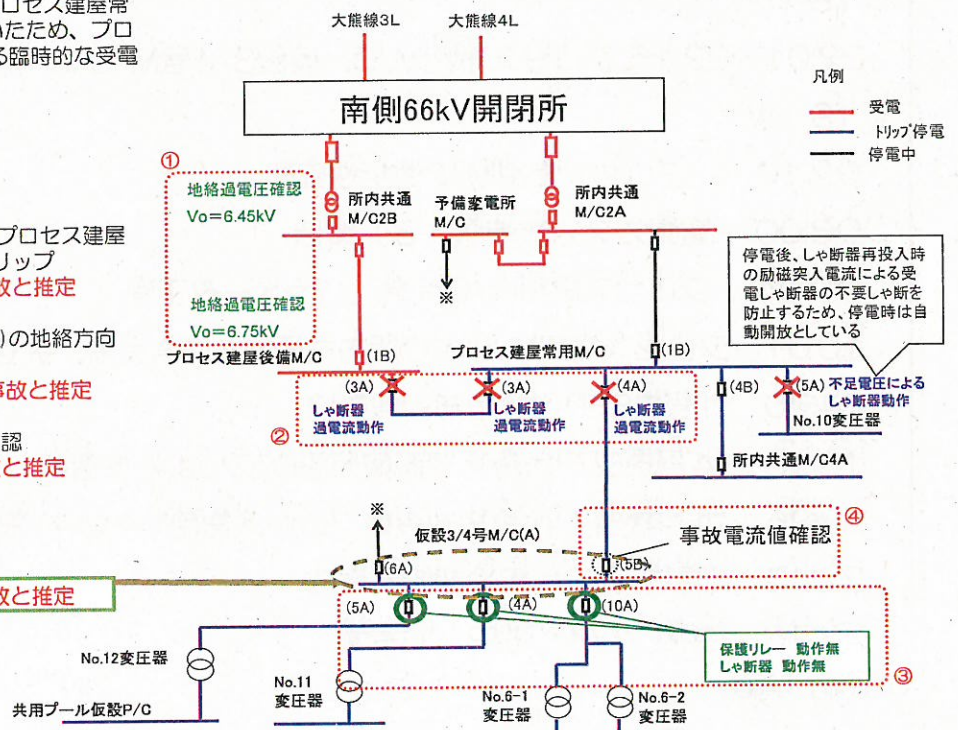 プロセス建屋常
いたため、プロ
る臨時的な受電
大熊線3L
大熊線4L
南側66kV開閉所
凡例
受電
トリップ停電
停電中
①
地絡過電圧確認
Vo=6.45kV
地絡過電圧確認
Vo=6.75kV
所内共通
M/C2B
予備変電所
M/C
所内共通
M/C2A
※
プロセス建屋
リップ
故と推定
)の地絡方向
事故と推定
認
と推定
故と推定
停電後、しゃ断器再投入時
の励磁突入電流による受
電しゃ断器の不要しゃ断を
防止するため、停電時は自
動開放としている
プロセス建屋後備M/C
(1B)
プロセス建屋常用M/C
(1B)
(3A)
(3A)
(4A)
(4B)
(5A)
不足電圧による
しゃ断器動作
しゃ断器
過電流動作
しゃ断器
過電流動作
しゃ断器
過電流動作
②
No.10変圧器
所内共通M/C4A
※
仮設3/4号M/C(A)
事故電流値確認
④
(6A)
(5B)
(5A)
(4A)
(10A)
保護リレー 動作無
しゃ断器 動作無
③
No.12変圧器
No.11
変圧器
No.6-1
変圧器
No.6-2
変圧器
共用プール仮設P/C